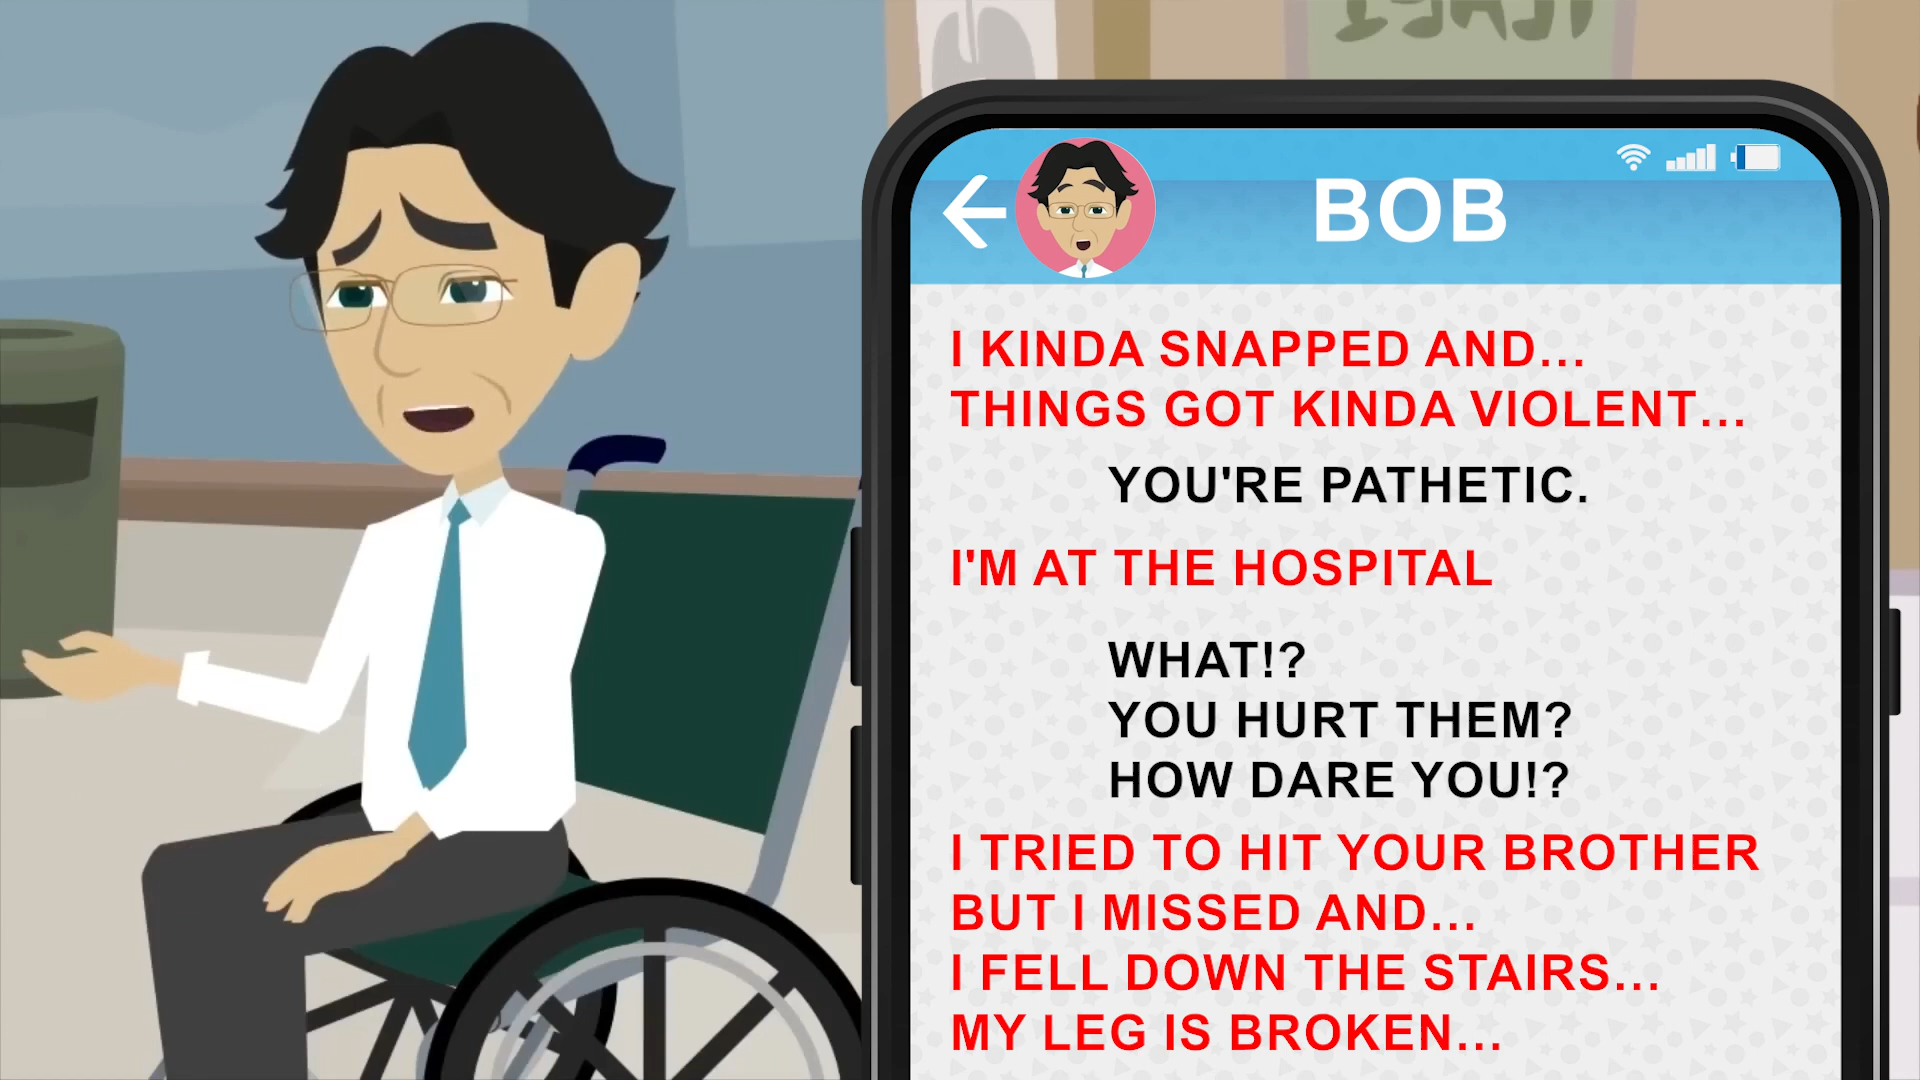 BOB
I KINDA SNAPPED AND...
THINGS GOT KINDA VIOLENT...
YOU'RE PATHETIC.
I'M AT THE HOSPITAL
WHAT!?
YOU HURT THEM?
HOW DARE YOU!?
I TRIED TO HIT YOUR BROTHER
BUT I MISSED AND...
I FELL DOWN THE STAIRS...
MY LEG IS BROKEN...